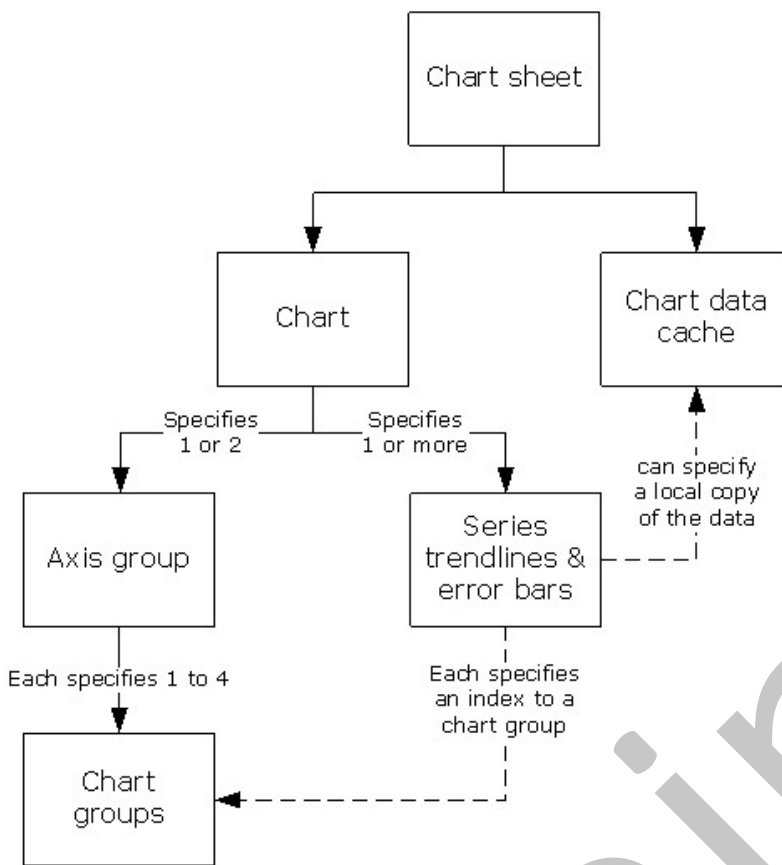 Chart sheet
Chart
Chart data
cache
Specifies
1 or 2
Specifies
1 or more
can specify
a local copy
of the data
Axis group
Series
trendlines &
error bars
Each specifies 1 to 4
Each specifies
an index to a
chart group
Chart
groups